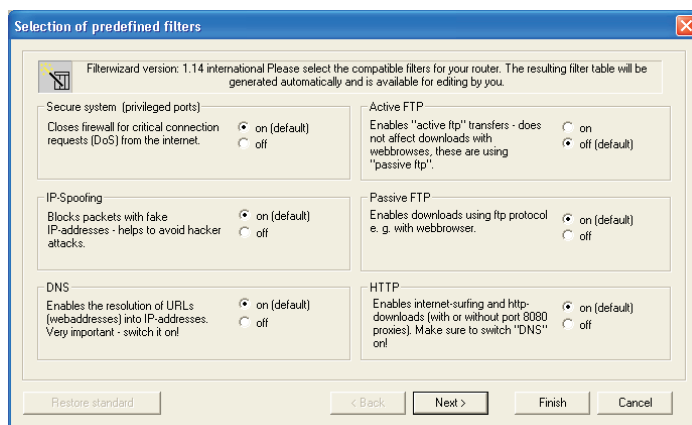 Selection of predefined filters
Filterwizard version: 1.14 international Please select the compatible filters for your router. The resulting filter table will be
generated automatically and is available for editing by you.
Secure system (privileged ports)
Closes firewall for critical connection
requests (DoS) from the internet.
on (default)
off
Active FTP
Enables "active ftp" transfers - does
not affect downloads with
webbrowses, these are using
"passive ftp".
on
off (default)
IP-Spoofing
Blocks packets with fake
IP-addresses - helps to avoid hacker
attacks.
on (default)
off
Passive FTP
Enables downloads using ftp protocol
e. g. with webbrowser.
on (default)
off
DNS
Enables the resolution of URLs
(webaddresses) into IP-addresses.
Very important - switch it on!
on (default)
off
HTTP
Enables internet-surfing and http-
downloads (with or without port 8080
proxies). Make sure to switch "DNS"
on!
on (default)
off
Restore standard
< Back
Next >
Finish
Cancel